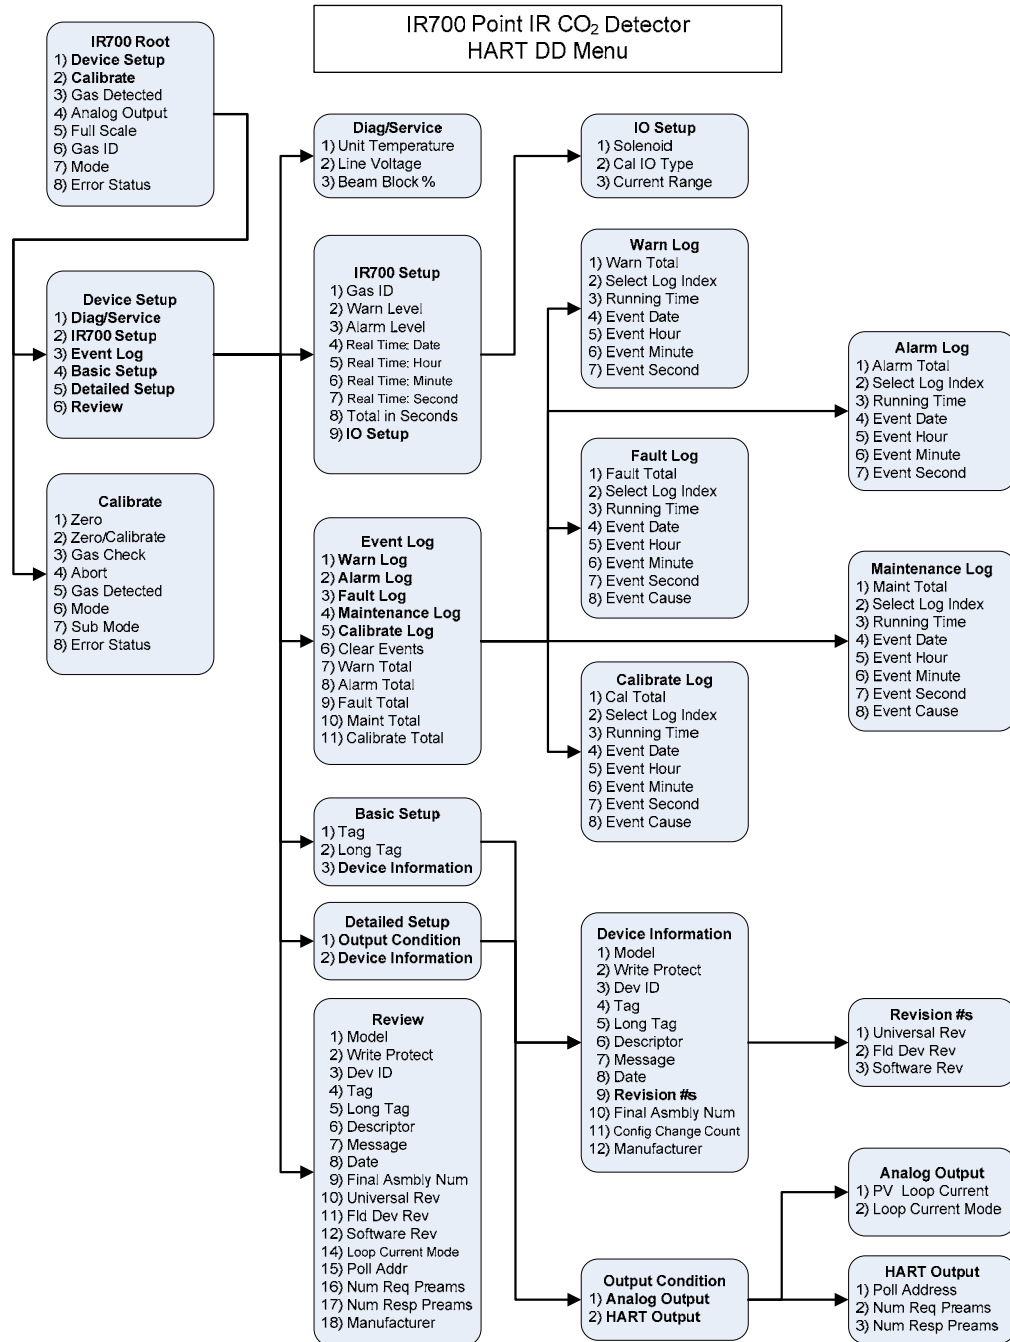 IR700 Point IR CO₂ Detector
HART DD Menu
IR700 Root
1) Device Setup
2) Calibrate
3) Gas Detected
4) Analog Output
5) Full Scale
6) Gas ID
7) Mode
8) Error Status
Device Setup
1) Diag/Service
2) IR700 Setup
3) Event Log
4) Basic Setup
5) Detailed Setup
6) Review
Calibrate
1) Zero
2) Zero/Calibrate
3) Gas Check
4) Abort
5) Gas Detected
6) Mode
7) Sub Mode
8) Error Status
Diag/Service
1) Unit Temperature
2) Line Voltage
3) Beam Block %
IR700 Setup
1) Gas ID
2) Warn Level
3) Alarm Level
4) Real Time: Date
5) Real Time: Hour
6) Real Time: Minute
7) Real Time: Second
8) Total in Seconds
9) IO Setup
Event Log
1) Warn Log
2) Alarm Log
3) Fault Log
4) Maintenance Log
5) Calibrate Log
6) Clear Events
7) Warn Total
8) Alarm Total
9) Fault Total
10) Maint Total
11) Calibrate Total
Basic Setup
1) Tag
2) Long Tag
3) Device Information
Detailed Setup
1) Output Condition
2) Device Information
Review
1) Model
2) Write Protect
3) Dev ID
4) Tag
5) Long Tag
6) Descriptor
7) Message
8) Date
9) Final Asmbly Num
10) Universal Rev
11) Fld Dev Rev
12) Software Rev
14) Loop Current Mode
15) Poll Addr
16) Num Req Preams
17) Num Resp Preams
18) Manufacturer
IO Setup
1) Solenoid
2) Cal IO Type
3) Current Range
Warn Log
1) Warn Total
2) Select Log Index
3) Running Time
4) Event Date
5) Event Hour
6) Event Minute
7) Event Second
Fault Log
1) Fault Total
2) Select Log Index
3) Running Time
4) Event Date
5) Event Hour
6) Event Minute
7) Event Second
8) Event Cause
Calibrate Log
1) Cal Total
2) Select Log Index
3) Running Time
4) Event Date
5) Event Hour
6) Event Minute
7) Event Second
8) Event Cause
Device Information
1) Model
2) Write Protect
3) Dev ID
4) Tag
5) Long Tag
6) Descriptor
7) Message
8) Date
9) Revision #s
10) Final Asmbly Num
11) Config Change Count
12) Manufacturer
Output Condition
1) Analog Output
2) HART Output
Alarm Log
1) Alarm Total
2) Select Log Index
3) Running Time
4) Event Date
5) Event Hour
6) Event Minute
7) Event Second
Maintenance Log
1) Maint Total
2) Select Log Index
3) Running Time
4) Event Date
5) Event Hour
6) Event Minute
7) Event Second
8) Event Cause
Revision #s
1) Universal Rev
2) Fld Dev Rev
3) Software Rev
Analog Output
1) PV Loop Current
2) Loop Current Mode
HART Output
1) Poll Address
2) Num Req Preams
3) Num Resp Preams